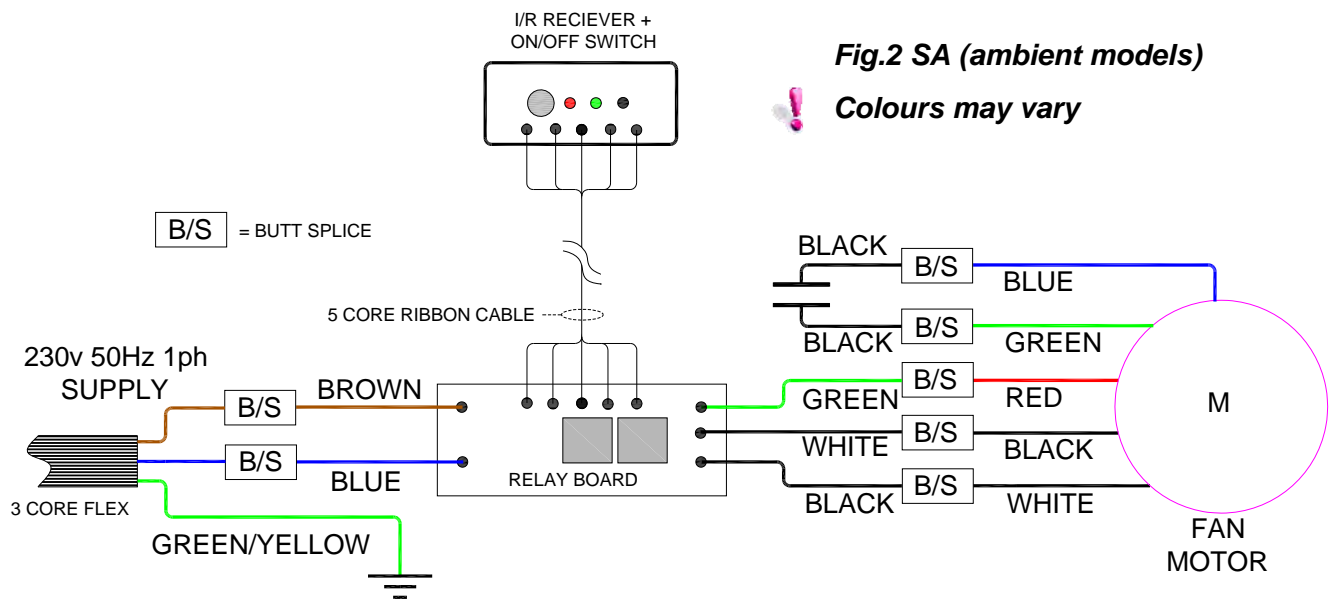 I/R RECIEVER +
ON/OFF SWITCH
Fig.2 SA (ambient models)
Colours may vary
B/S = BUTT SPLICE
BLACK
B/S
BLUE
5 CORE RIBBON CABLE
BLACK
B/S
GREEN
230v 50Hz 1ph
SUPPLY
B/S
BROWN
GREEN
B/S
RED
M
WHITE
B/S
BLACK
B/S
BLUE
RELAY BOARD
BLACK
B/S
WHITE
3 CORE FLEX
GREEN/YELLOW
FAN
MOTOR